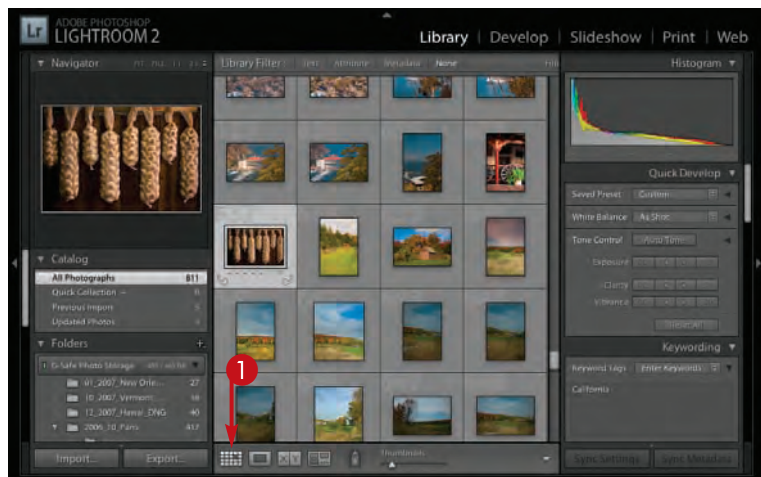 Lr
ADOBE PHOTOSHOP
LIGHTROOM 2
Library | Develop | Slideshow | Print | Web
Navigator
Library Filter: Text Attribute Metadata None
Histogram
Quick Develop
Saved Preset Custom
White Balance As Shot
Tone Control Auto Tone
Exposure
Clarity
Vibrance
Reset All
Catalog
All Photographs 811
Quick Collection +
Previous Import
Updated Photos
Folders
G-Safe Photo Storage
01_2007_New Orle... 27
10_2007_Vermont
12_2007_Hawaii_DNG 40
2006_10_Paris 417
Keywording
Keyword Tags Enter Keywords
California
1
Import... Export...
XY
Thumbnails
Sync Settings Sync Metadata